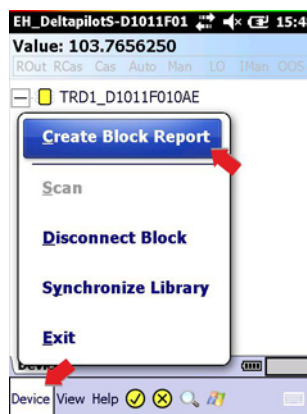 EH_DeltapilotS-D1011F01 15:4
Value: 103.7656250
ROut RCas Cas Auto Man LO IMan OOS
TRD1_D1011F010AE
Create Block Report
Scan
Disconnect Block
Synchronize Library
Exit
Device View Help